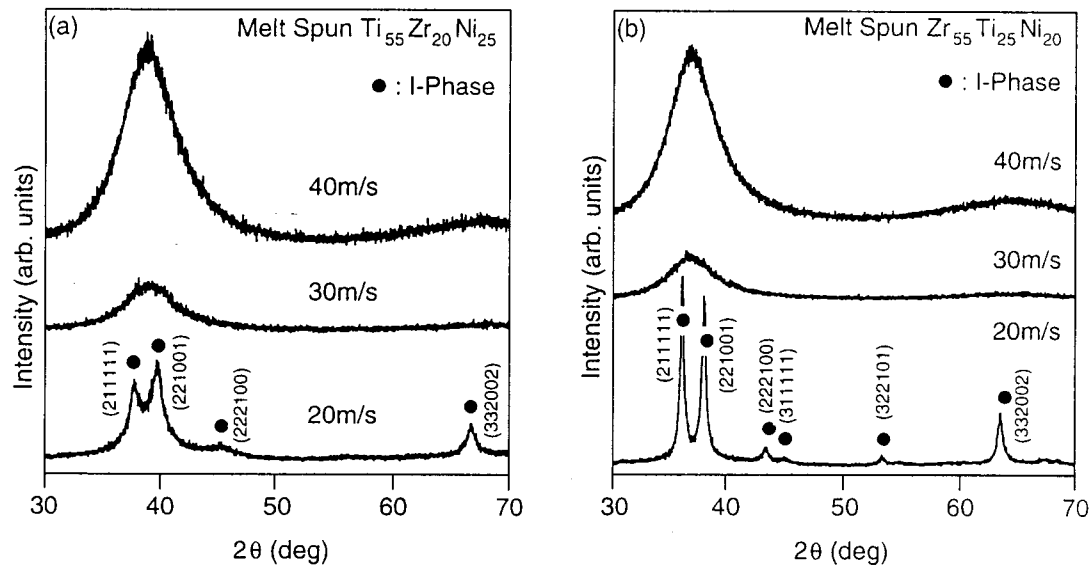 (a) Melt Spun Ti55Zr20Ni25
● : I-Phase
40m/s
30m/s
20m/s
(211111)
(221001)
(222100)
(332002)
Intensity (arb. units)
30 40 50 60 70
2θ (deg)
(b) Melt Spun Zr55Ti25Ni20
● : I-Phase
40m/s
30m/s
20m/s
(211111)
(221001)
(222100)
(311111)
(322101)
(332002)
Intensity (arb. units)
30 40 50 60 70
2θ (deg)